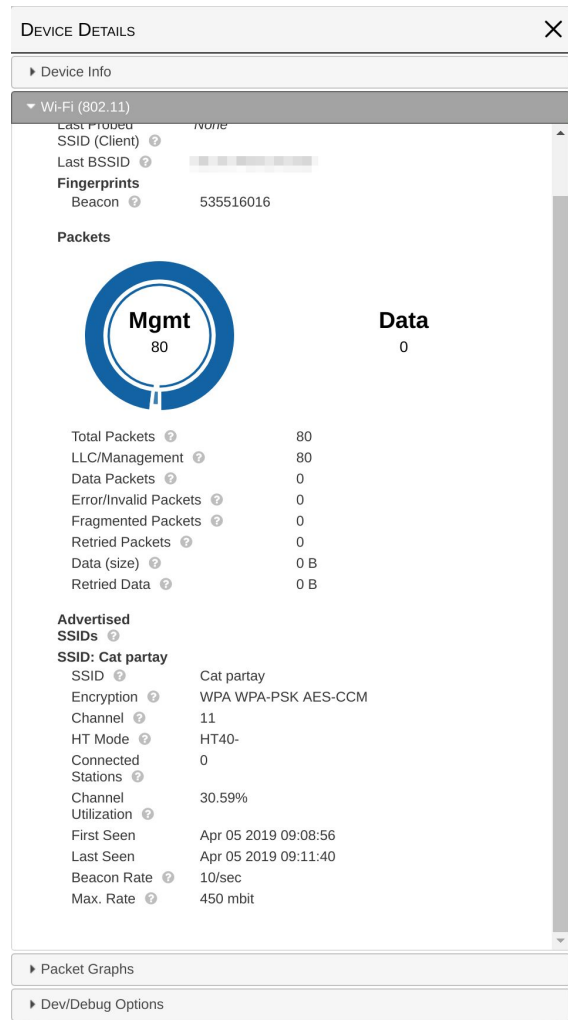 DEVICE DETAILS
Device Info
Wi-Fi (802.11)
Last Probed None
SSID (Client)
Last BSSID
Fingerprints
Beacon 535516016
Packets
Mgmt Data
80 0
Total Packets 80
LLC/Management 80
Data Packets 0
Error/Invalid Packets 0
Fragmented Packets 0
Retried Packets 0
Data (size) 0 B
Retried Data 0 B
Advertised
SSIDs
SSID: Cat partay
SSID Cat partay
Encryption WPA WPA-PSK AES-CCM
Channel 11
HT Mode HT40-
Connected 0
Stations
Channel 30.59%
Utilization
First Seen Apr 05 2019 09:08:56
Last Seen Apr 05 2019 09:11:40
Beacon Rate 10/sec
Max. Rate 450 mbit
Packet Graphs
Dev/Debug Options